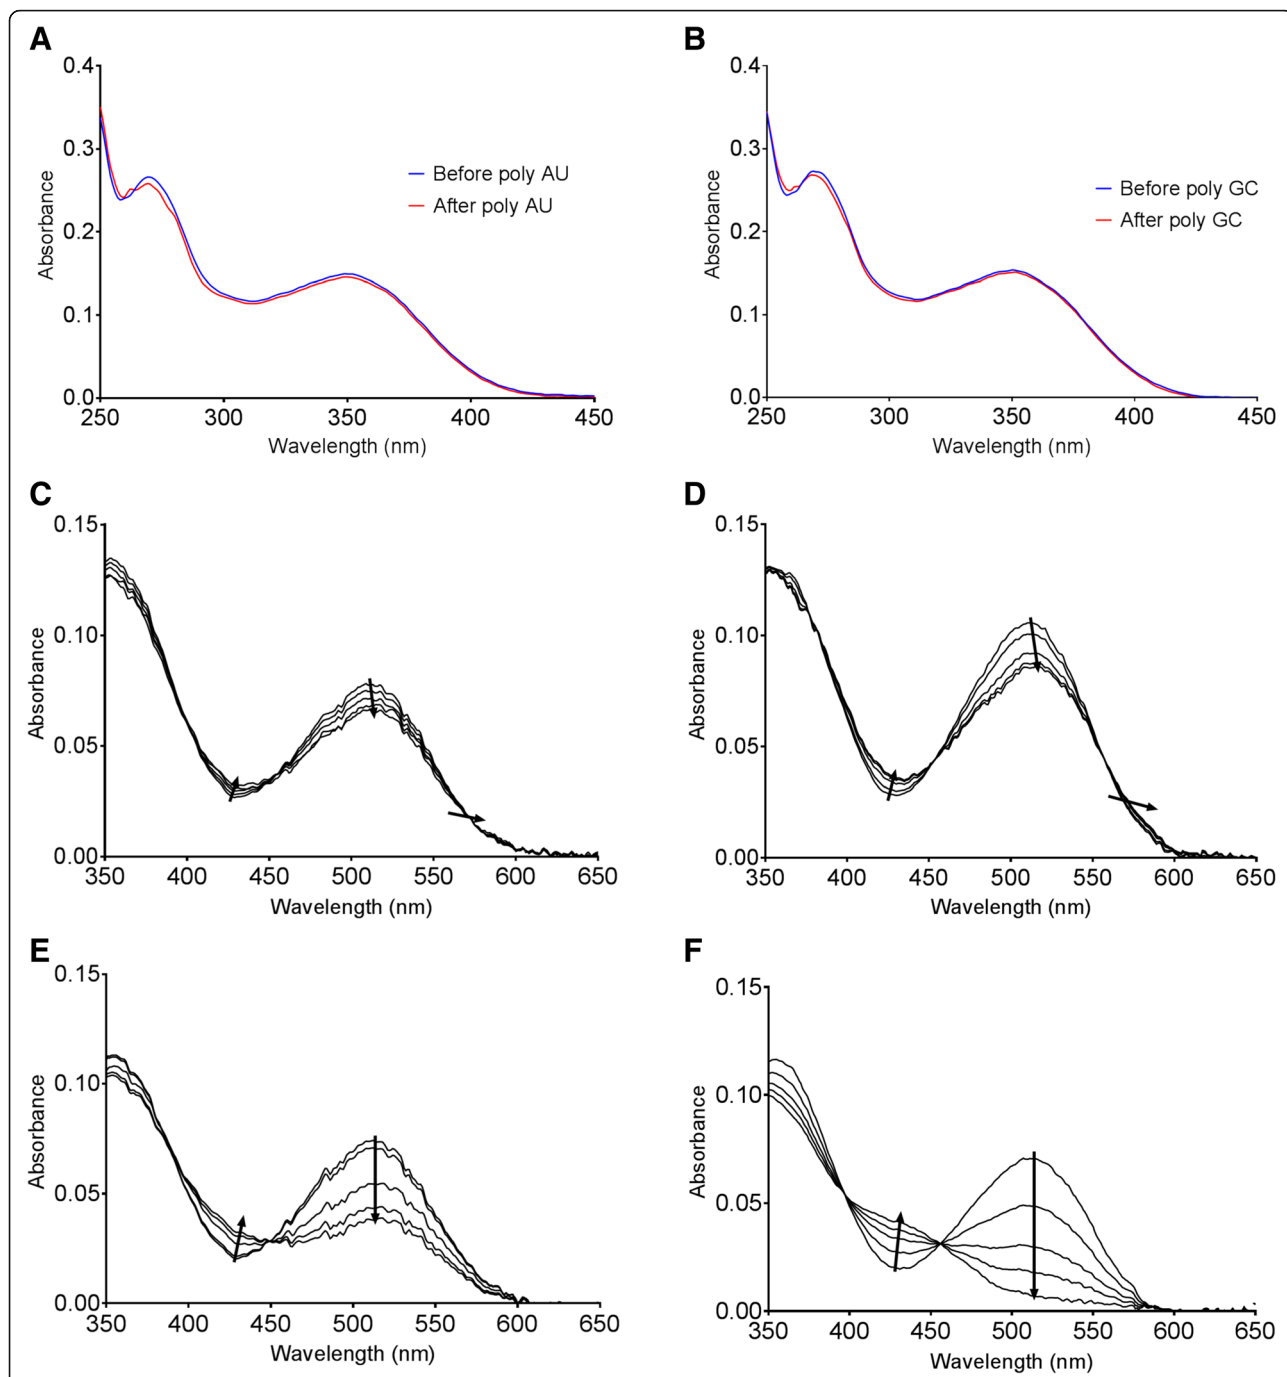 A
0.4
0.3
0.2
0.1
0.0
Absorbance
Before poly AU
After poly AU
250 300 350 400 450
Wavelength (nm)
B
0.4
0.3
0.2
0.1
0.0
Absorbance
Before poly GC
After poly GC
250 300 350 400 450
Wavelength (nm)
C
0.15
0.10
0.05
0.00
Absorbance
350 400 450 500 550 600 650
Wavelength (nm)
D
0.15
0.10
0.05
0.00
Absorbance
350 400 450 500 550 600 650
Wavelength (nm)
E
0.15
0.10
0.05
0.00
Absorbance
350 400 450 500 550 600 650
Wavelength (nm)
F
0.15
0.10
0.05
0.00
Absorbance
350 400 450 500 550 600 650
Wavelength (nm)